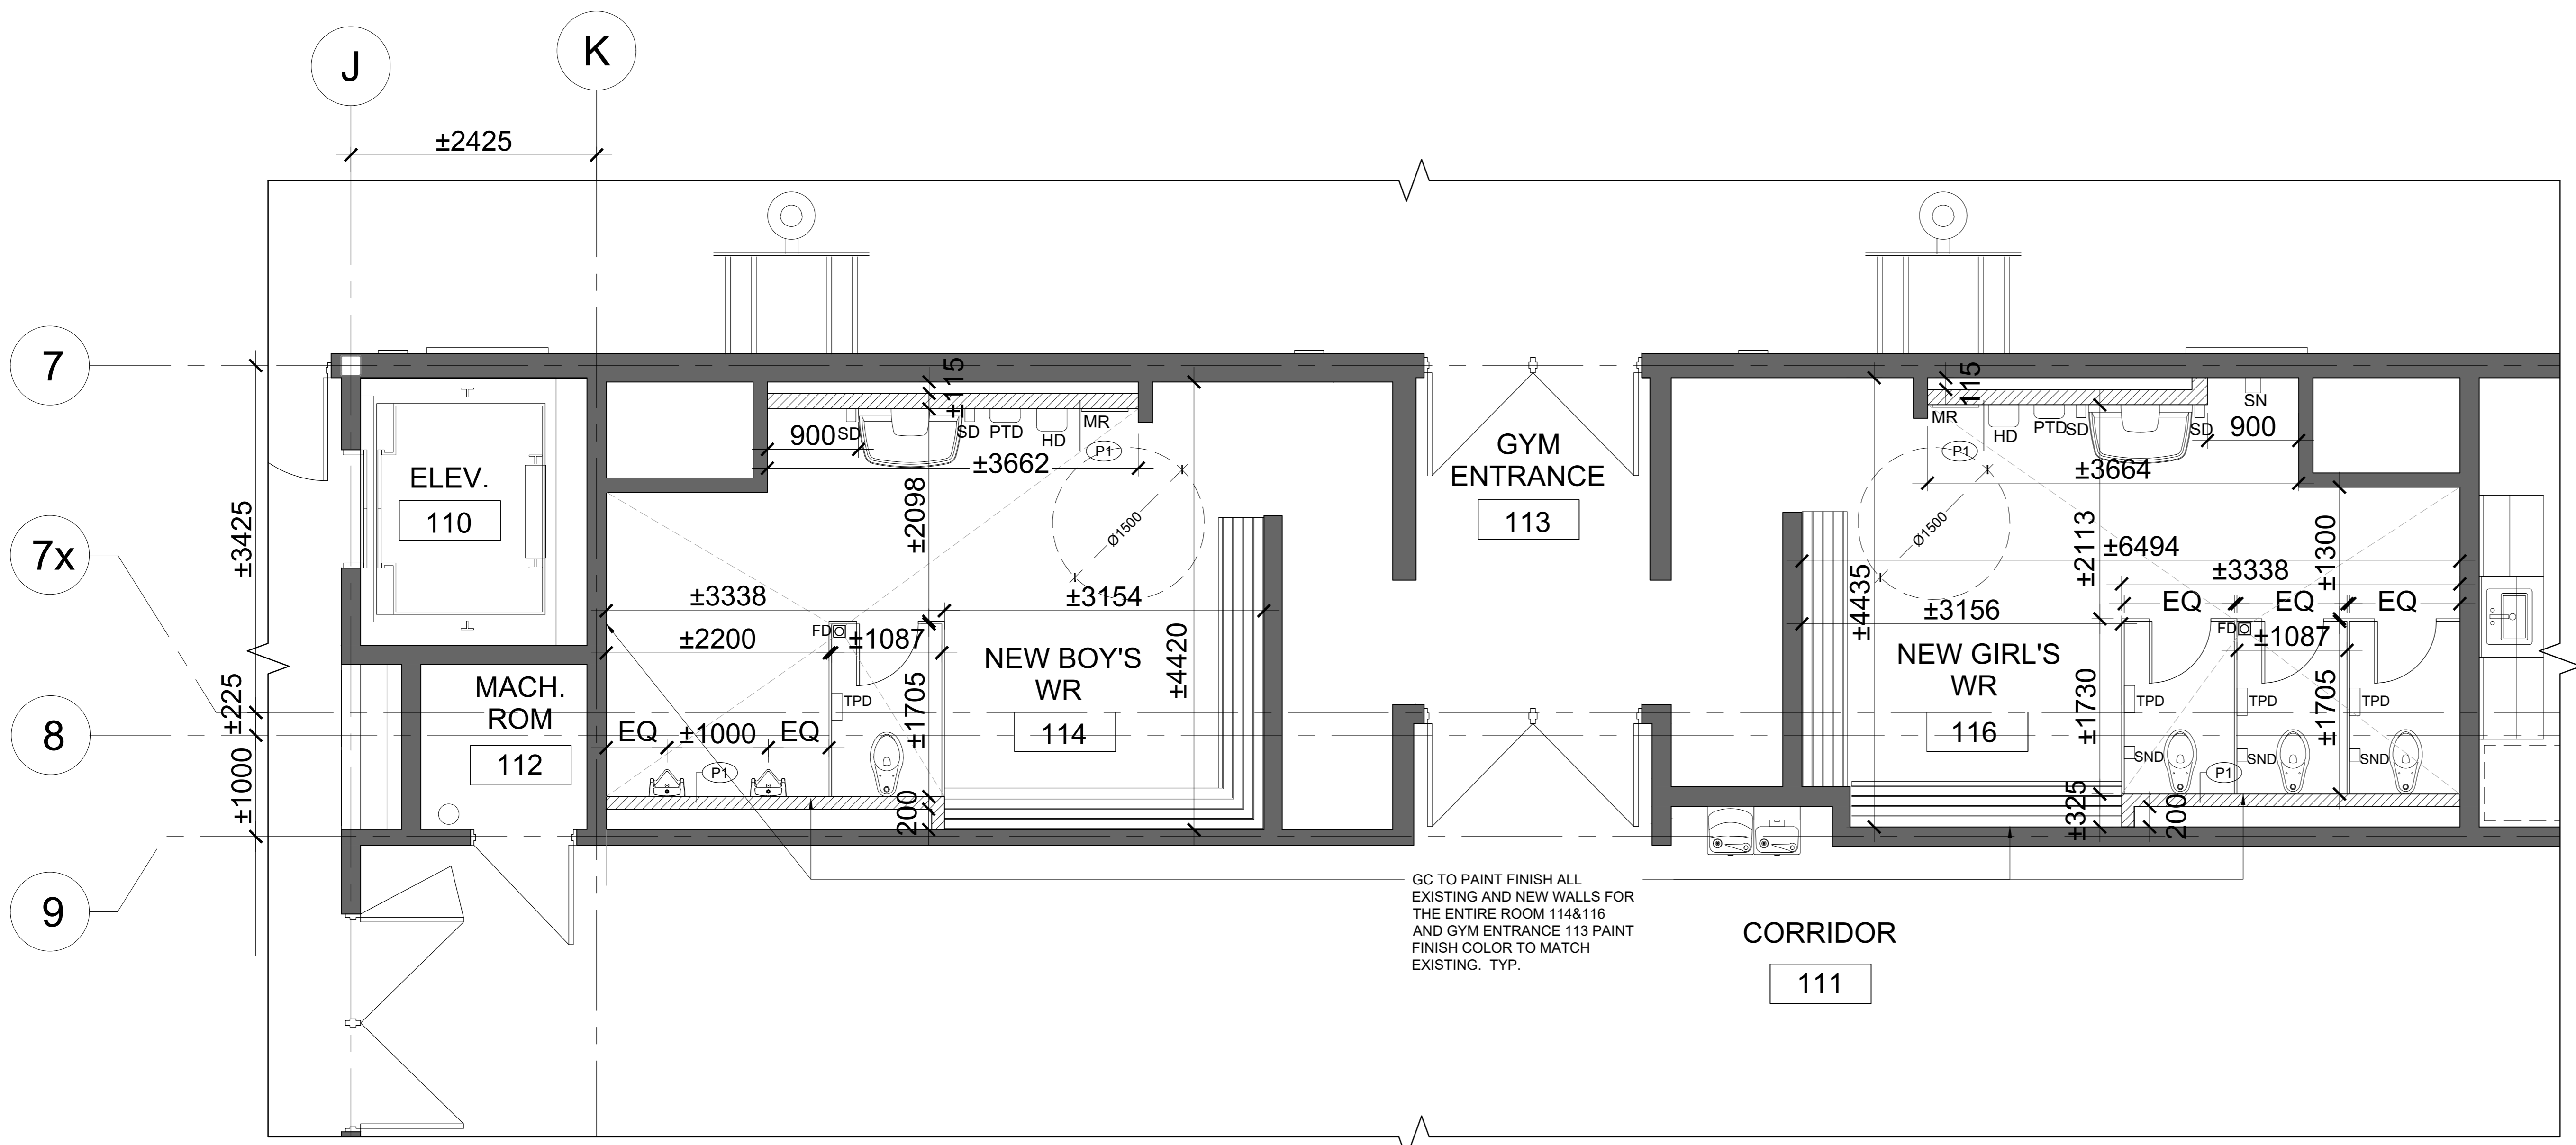 J
K
±2425
7
7x
8
9
±3425
±225
±1000
ELEV.
110
MACH.
ROM
112
±115
900
SD
SD
PTD
HD
MR
P1
±3662
±2098
Ø1500
±3338
±3154
FD
±2200
±1087
NEW BOY'S
WR
114
±4420
TPD
±1705
EQ
±1000
EQ
P1
200
GYM
ENTRANCE
113
115
MR
HD
PTD
SD
SD
SN
900
P1
±3664
Ø1500
±2113
±6494
±1300
±3338
±4435
EQ
EQ
EQ
±3156
FD
±1087
NEW GIRL'S
WR
116
±1730
TPD
TPD
TPD
±1705
SND
SND
SND
P1
±325
200
GC TO PAINT FINISH ALL
EXISTING AND NEW WALLS FOR
THE ENTIRE ROOM 114&116
AND GYM ENTRANCE 113 PAINT
FINISH COLOR TO MATCH
EXISTING. TYP.
CORRIDOR
111